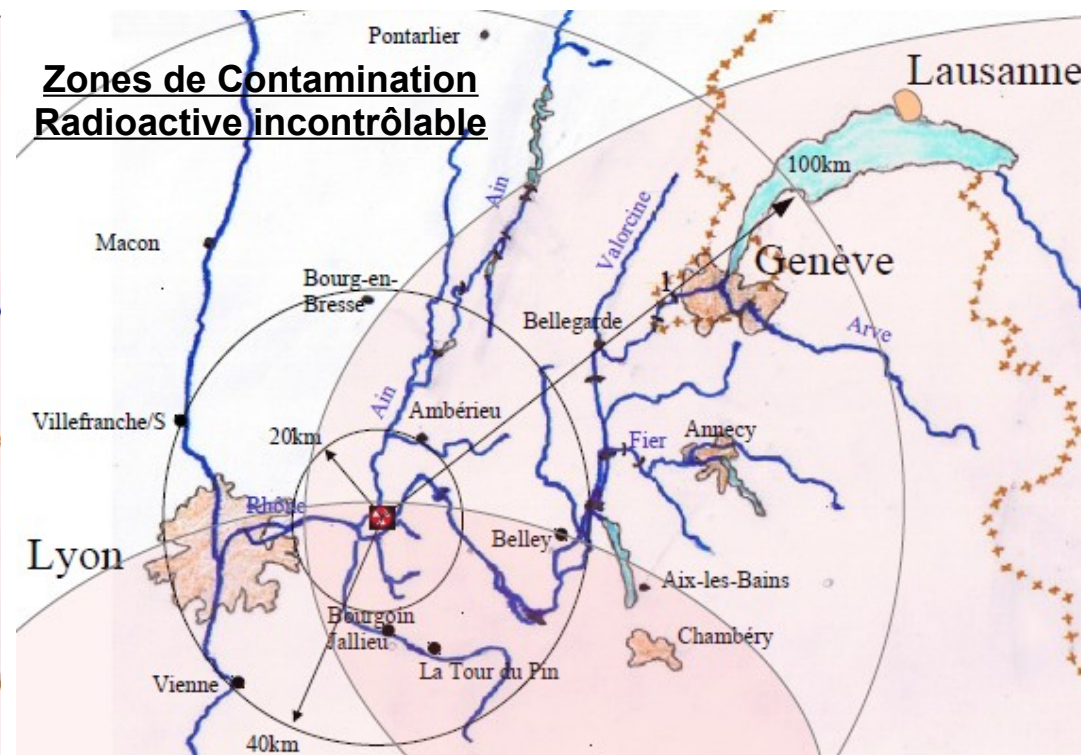 Pontarlier
Zones de Contamination
Radioactive incontrôlable
Lausanne
100km
Ain
Valorcine
Macon
Genève
Bourg-en-
Bresse
1
Bellegarde
Arve
Ain
Villefranche/S
Ambérieu
20km
Fier
Annecy
Rhône
Lyon
Belley
Aix-les-Bains
Bourgoin
Jallieu
Chambéry
La Tour du Pin
Vienne
40km